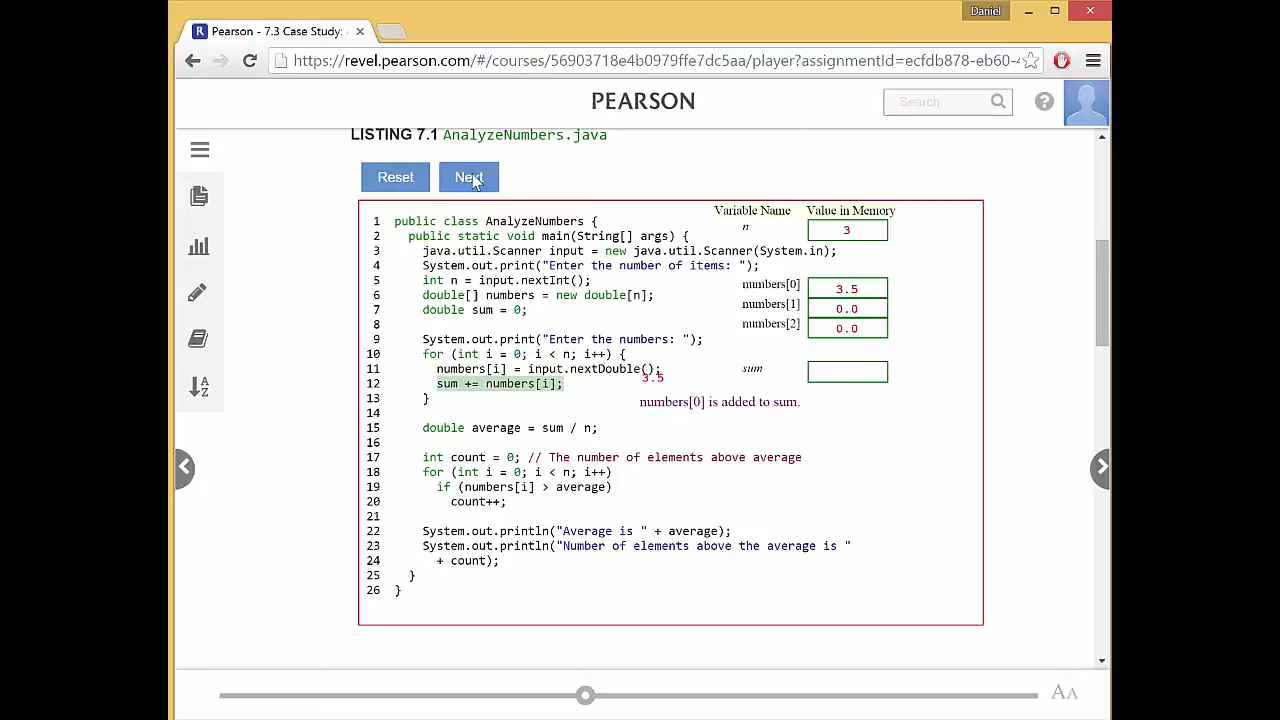 Daniel
Pearson - 7.3 Case Study:
https://revel.pearson.com/#/courses/56903718e4b0979ffe7dc5aa/player?assignmentId=ecfdb878-eb60-4
PEARSON
Search
LISTING 7.1 AnalyzeNumbers.java
Reset
Next
Variable Name Value in Memory
n 3
numbers[0] 3.5
numbers[1] 0.0
numbers[2] 0.0
sum
1 public class AnalyzeNumbers {
2 public static void main(String[] args) {
3 java.util.Scanner input = new java.util.Scanner(System.in);
4 System.out.print("Enter the number of items: ");
5 int n = input.nextInt();
6 double[] numbers = new double[n];
7 double sum = 0;
8
9 System.out.print("Enter the numbers: ");
10 for (int i = 0; i < n; i++) {
11 numbers[i] = input.nextDouble();
3.5
12 sum += numbers[i];
13 }
numbers[0] is added to sum.
14
15 double average = sum / n;
16
17 int count = 0; // The number of elements above average
18 for (int i = 0; i < n; i++)
19 if (numbers[i] > average)
20 count++;
21
22 System.out.println("Average is " + average);
23 System.out.println("Number of elements above the average is "
24 + count);
25 }
26 }
AA